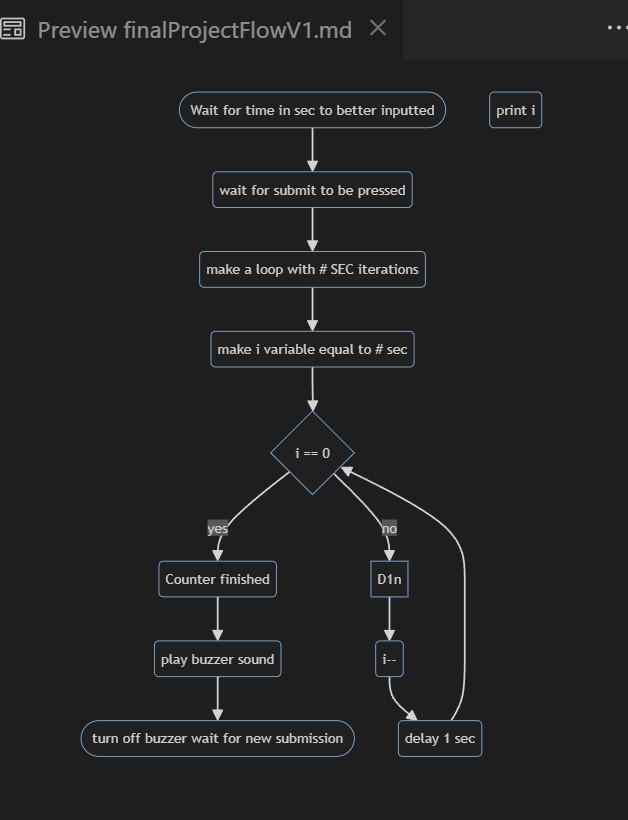 Preview finalProjectFlowV1.md
Wait for time in sec to better inputted
print i
wait for submit to be pressed
make a loop with # SEC iterations
make i variable equal to # sec
i == 0
yes
no
Counter finished
D1n
play buzzer sound
i--
turn off buzzer wait for new submission
delay 1 sec